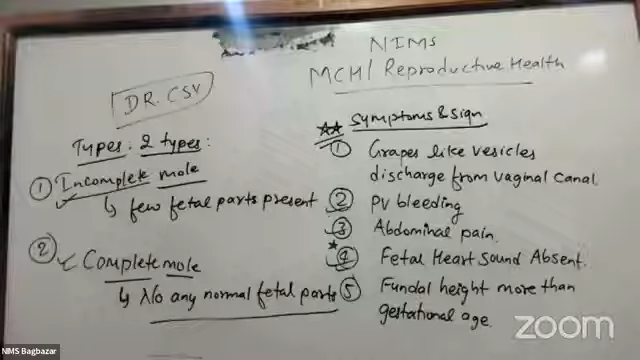 NIMS
MCH/ Reproductive Health
DR. CSV
Types: 2 types:
① Incomplete mole
↳ few fetal parts present
② Complete mole
↳ No any normal fetal parts
★★ Symptoms & sign
① Grapes like vesicles
discharge from vaginal canal.
② PV bleeding
③ Abdominal pain.
★ ④ Fetal Heart Sound Absent.
⑤ Fundal height more than
gestational age.
zoom
NIMS Bagbazar